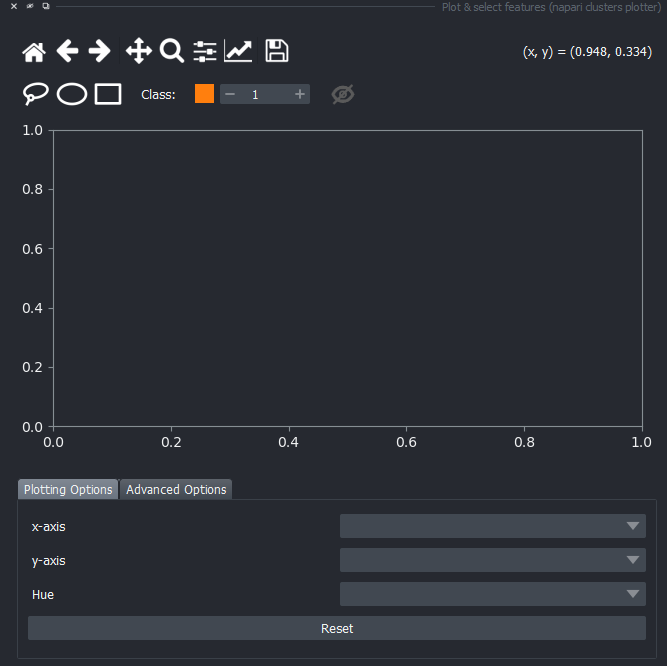 Plot & select features (napari clusters plotter)
(x, y) = (0.948, 0.334)
Class: 1
1.0
0.8
0.6
0.4
0.2
0.0
0.0 0.2 0.4 0.6 0.8 1.0
Plotting Options Advanced Options
x-axis
y-axis
Hue
Reset